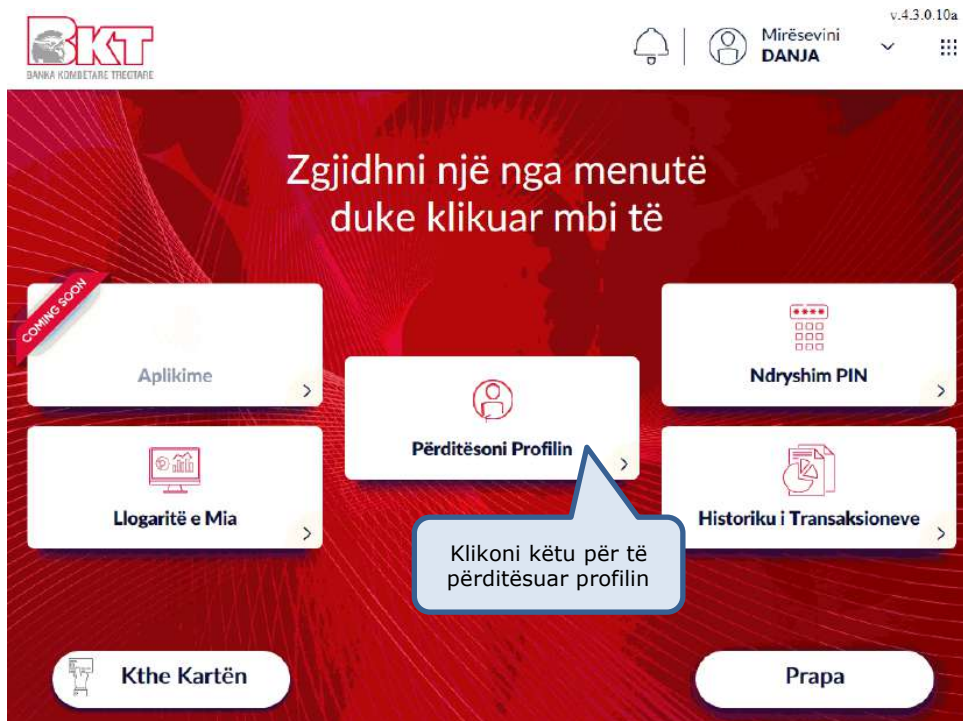 v.4.3.0.10a
BKT
BANKA KOMBETARE TREGTARE
Mirësevini
DANJA
Zgjidhni një nga menutë
duke klikuar mbi të
COMING SOON
Aplikime
Ndryshim PIN
Përditësoni Profilin
Llogaritë e Mia
Historiku i Transaksioneve
Klikoni këtu për të
përditësuar profilin
Kthe Kartën
Prapa